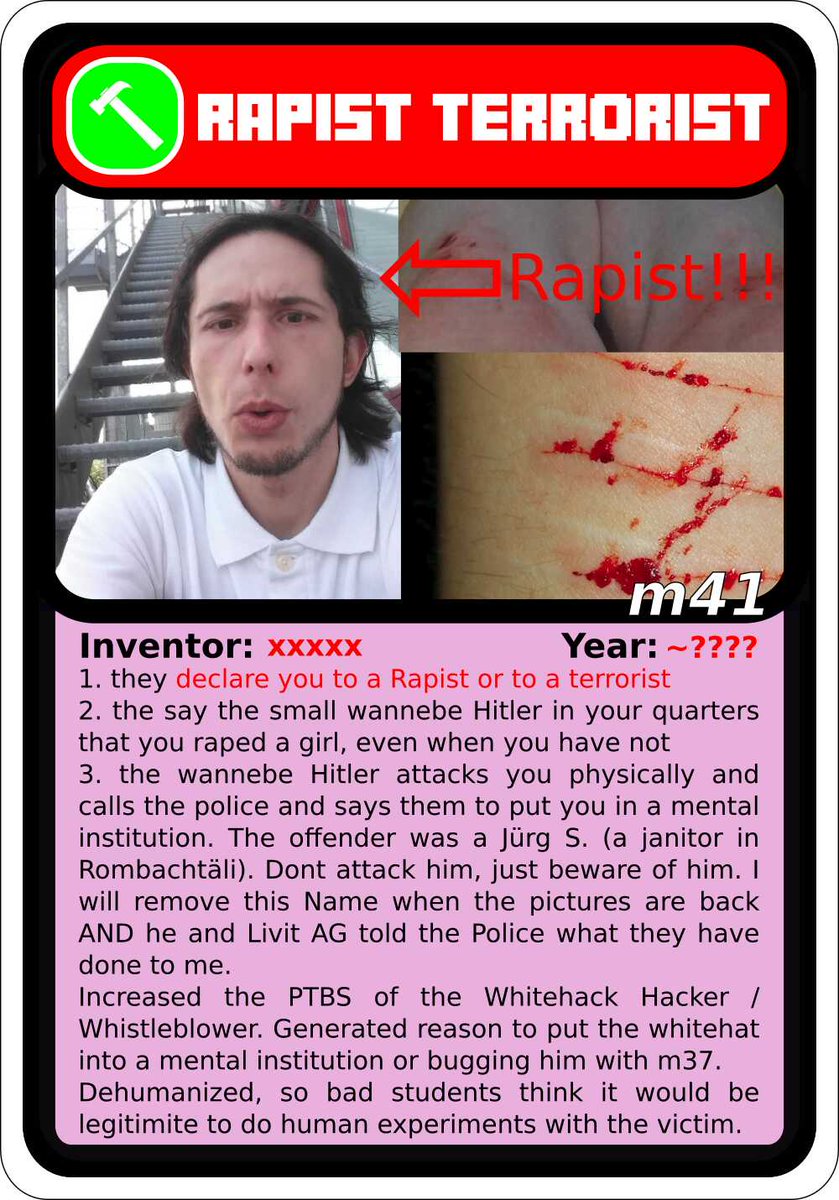 RAPIST TERRORIST
Rapist!!!
m41
Inventor: xxxxx Year: ~????
1. they declare you to a Rapist or to a terrorist
2. the say the small wannebe Hitler in your quarters
that you raped a girl, even when you have not
3. the wannebe Hitler attacks you physically and
calls the police and says them to put you in a mental
institution. The offender was a Jürg S. (a janitor in
Rombachtäli). Dont attack him, just beware of him. I
will remove this Name when the pictures are back
AND he and Livit AG told the Police what they have
done to me.
Increased the PTBS of the Whitehack Hacker /
Whistleblower. Generated reason to put the whitehat
into a mental institution or bugging him with m37.
Dehumanized, so bad students think it would be
legitimite to do human experiments with the victim.